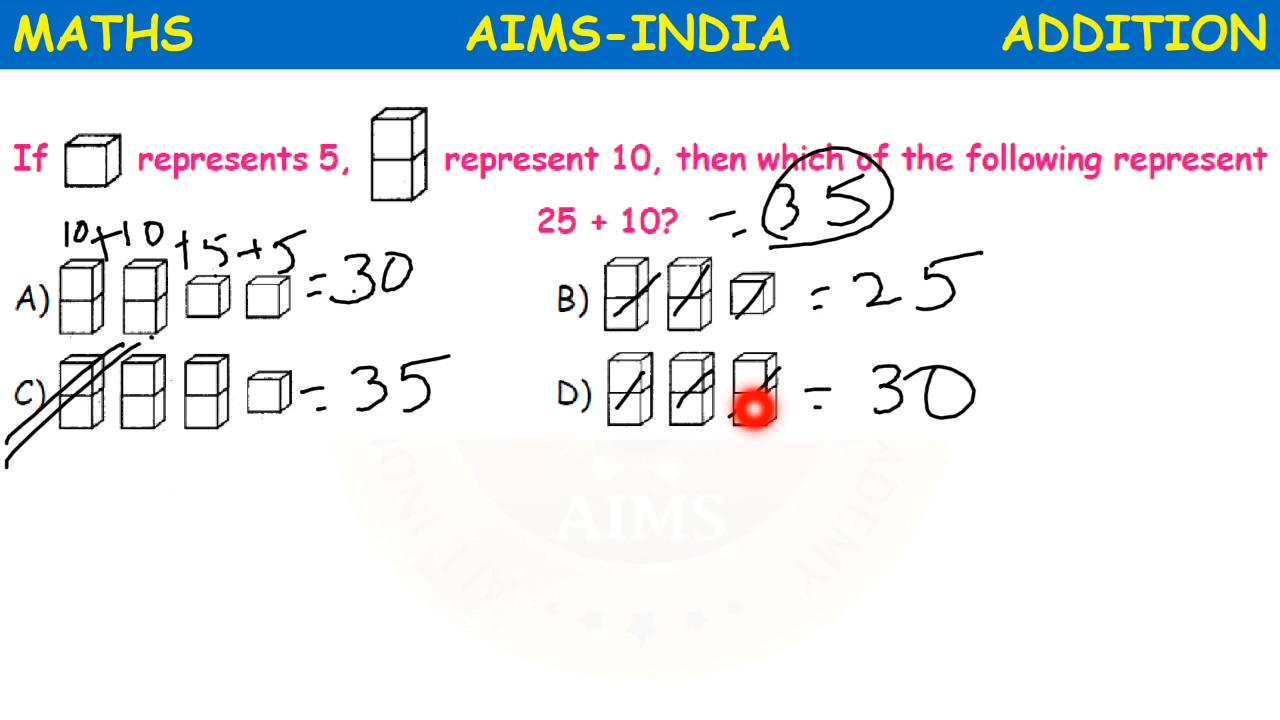 MATHS AIMS-INDIA ADDITION
If represents 5, represent 10, then which of the following represent
25 + 10? = 35
10+10 +5+5
A) = 30 B) = 25
C) = 35 D) = 30
AIMS
ADEMY